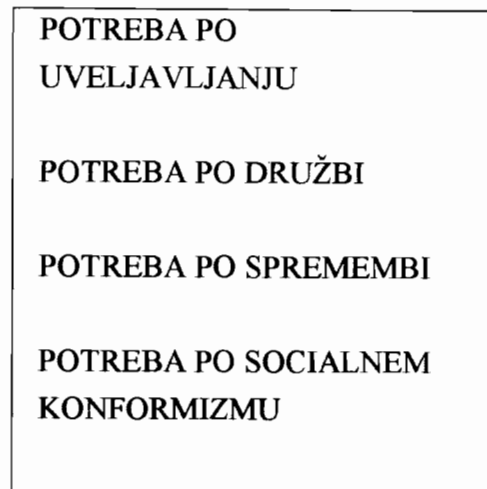 POTREBA PO
UVELJAVLJANJU
POTREBA PO DRUŽBI
POTREBA PO SPREMEMBI
POTREBA PO SOCIALNEM
KONFORMIZMU